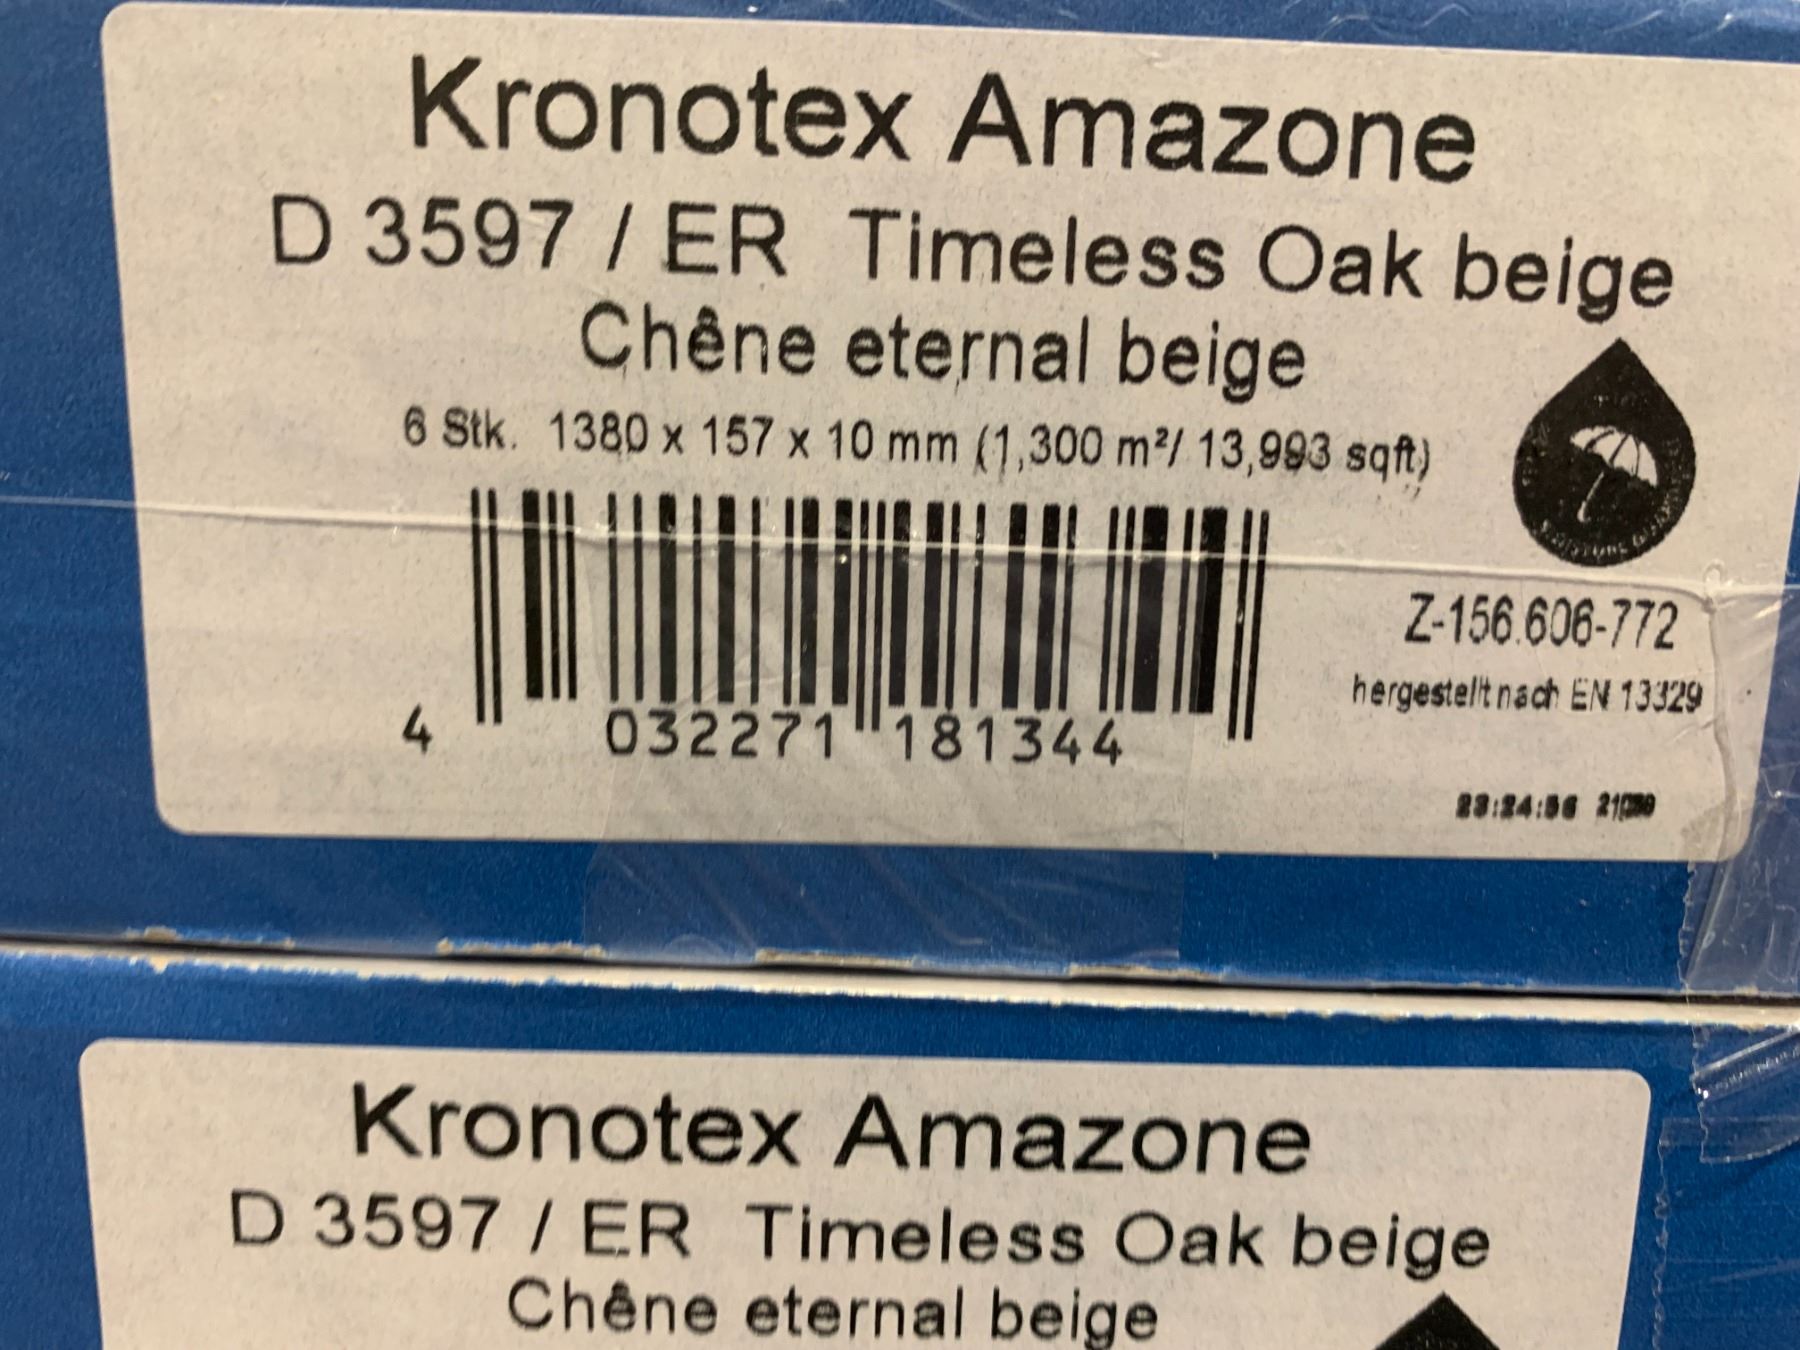 Kronotex Amazone
D 3597 / ER Timeless Oak beige
Chêne eternal beige
6 Stk. 1380 x 157 x 10 mm (1,300 m²/ 13,993 sqft)
Z-156.606-772
hergestellt nach EN 13329
4 032271 181344
Kronotex Amazone
D 3597 / ER Timeless Oak beige
Chêne eternal beige